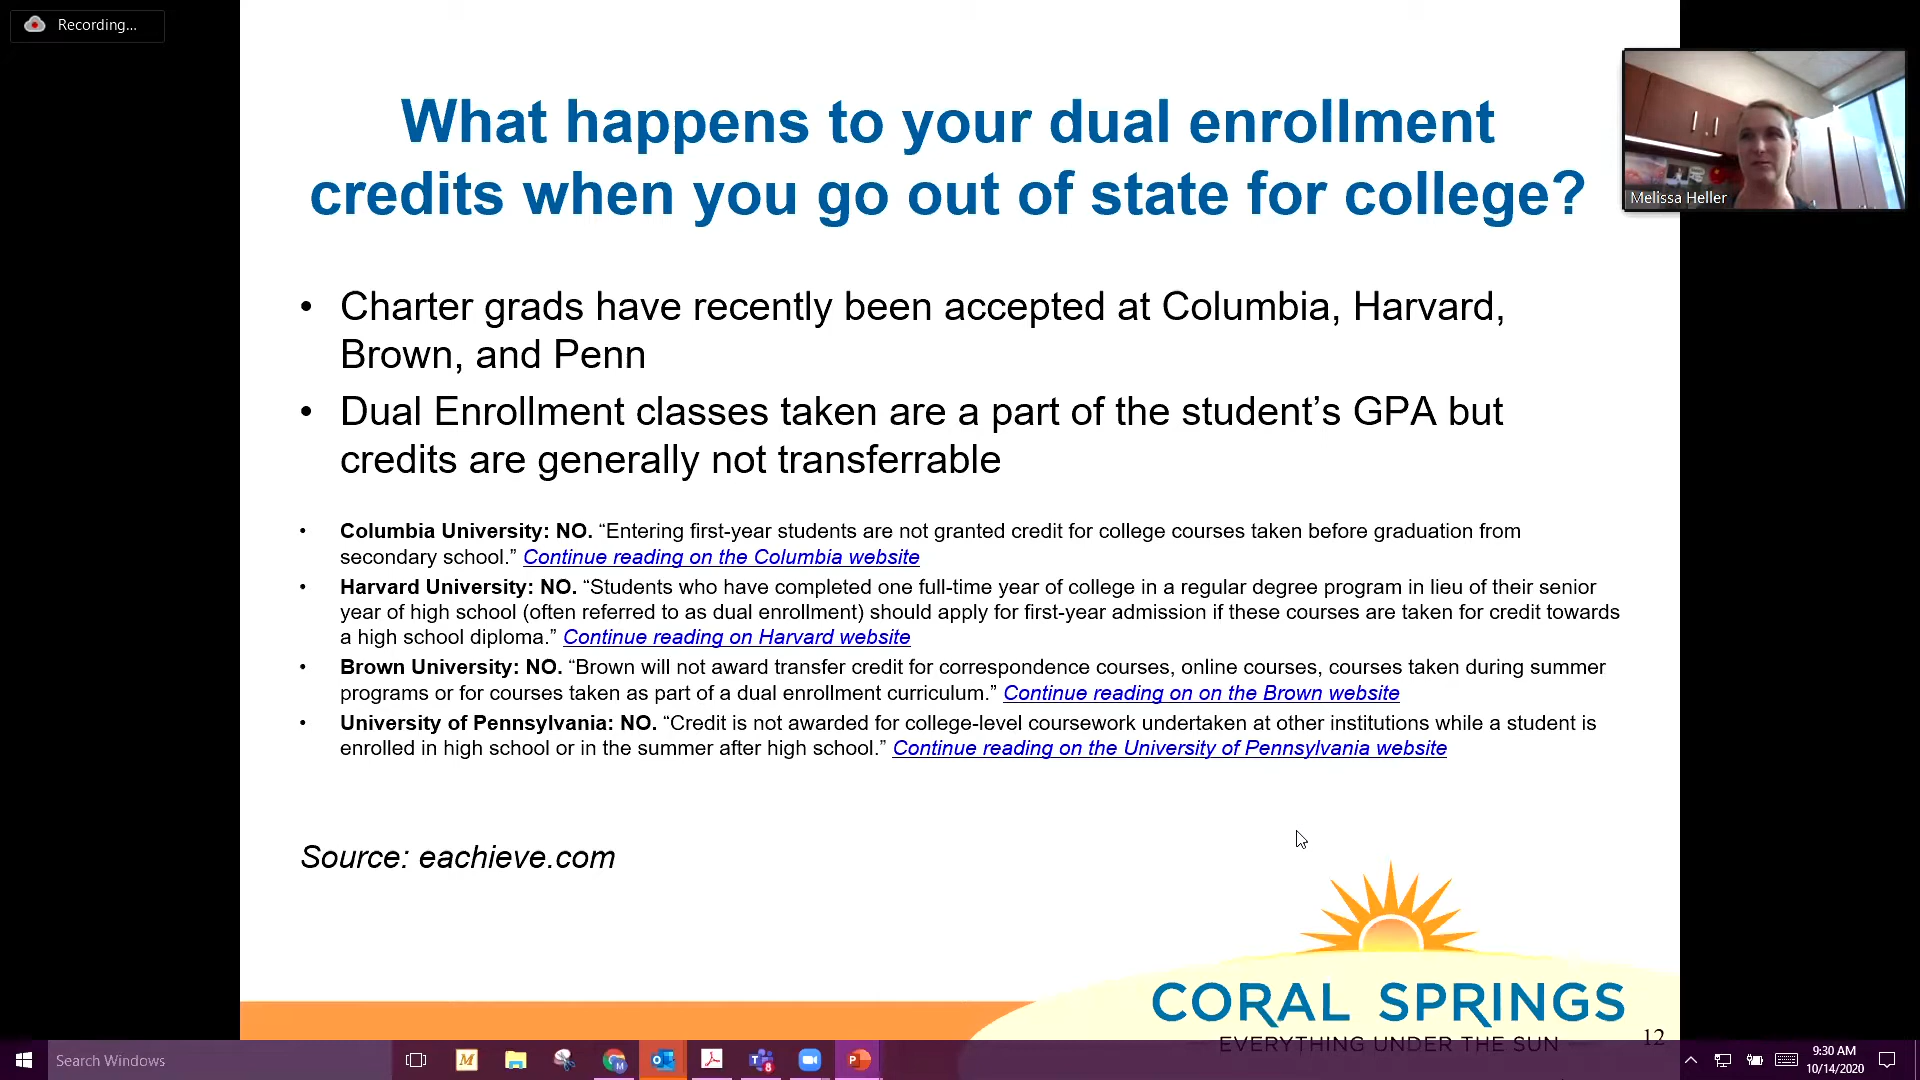 Recording...
What happens to your dual enrollment
credits when you go out of state for college?
Melissa Heller
• Charter grads have recently been accepted at Columbia, Harvard,
Brown, and Penn
• Dual Enrollment classes taken are a part of the student’s GPA but
credits are generally not transferrable
• Columbia University: NO. “Entering first-year students are not granted credit for college courses taken before graduation from
secondary school.” Continue reading on the Columbia website
• Harvard University: NO. “Students who have completed one full-time year of college in a regular degree program in lieu of their senior
year of high school (often referred to as dual enrollment) should apply for first-year admission if these courses are taken for credit towards
a high school diploma.” Continue reading on Harvard website
• Brown University: NO. “Brown will not award transfer credit for correspondence courses, online courses, courses taken during summer
programs or for courses taken as part of a dual enrollment curriculum.” Continue reading on on the Brown website
• University of Pennsylvania: NO. “Credit is not awarded for college-level coursework undertaken at other institutions while a student is
enrolled in high school or in the summer after high school.” Continue reading on the University of Pennsylvania website
Source: eachieve.com
CORAL SPRINGS
EVERYTHING UNDER THE SUN
12
Search Windows
9:30 AM
10/14/2020